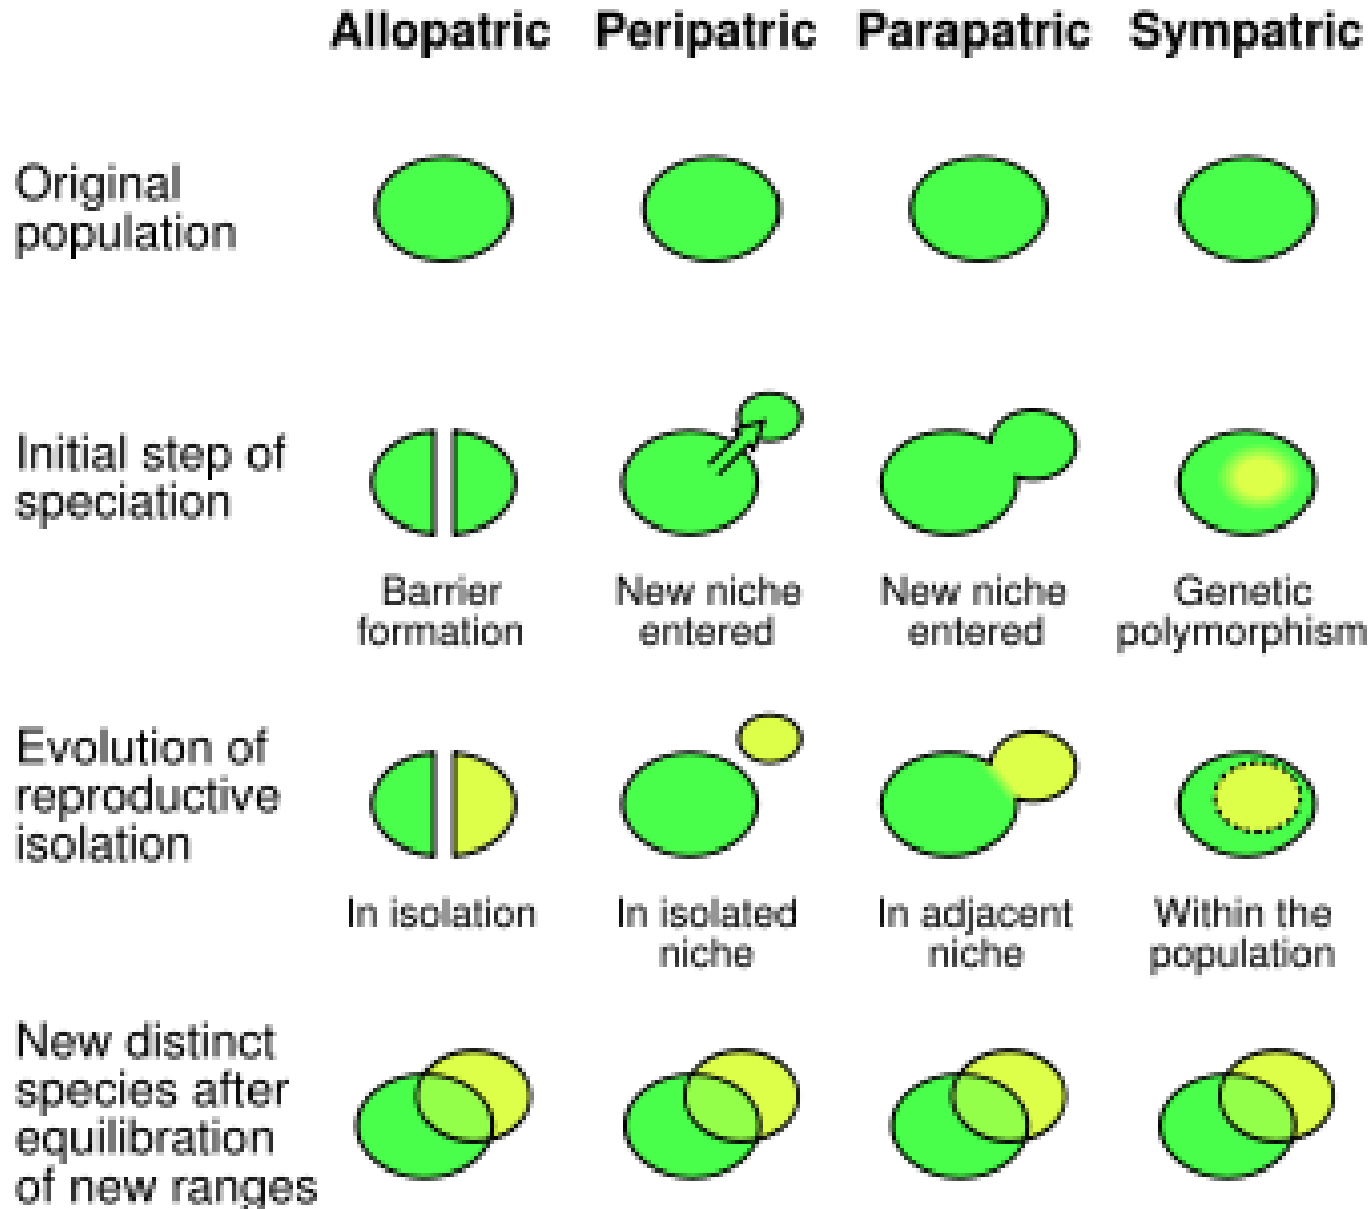 Allopatric Peripatric Parapatric Sympatric
Original
population
Initial step of
speciation
Barrier
formation
New niche
entered
New niche
entered
Genetic
polymorphism
Evolution of
reproductive
isolation
In isolation
In isolated
niche
In adjacent
niche
Within the
population
New distinct
species after
equilibration
of new ranges